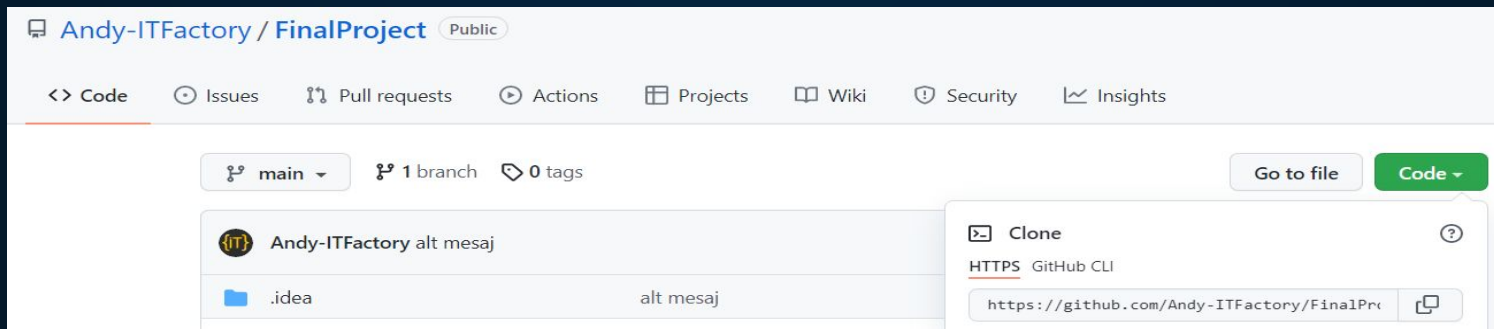 Andy-ITFactory / FinalProject Public
<> Code Issues Pull requests Actions Projects Wiki Security Insights
main 1 branch 0 tags Go to file Code
{IT} Andy-ITFactory alt mesaj
Clone
HTTPS GitHub CLI
.idea alt mesaj
https://github.com/Andy-ITFactory/FinalPr